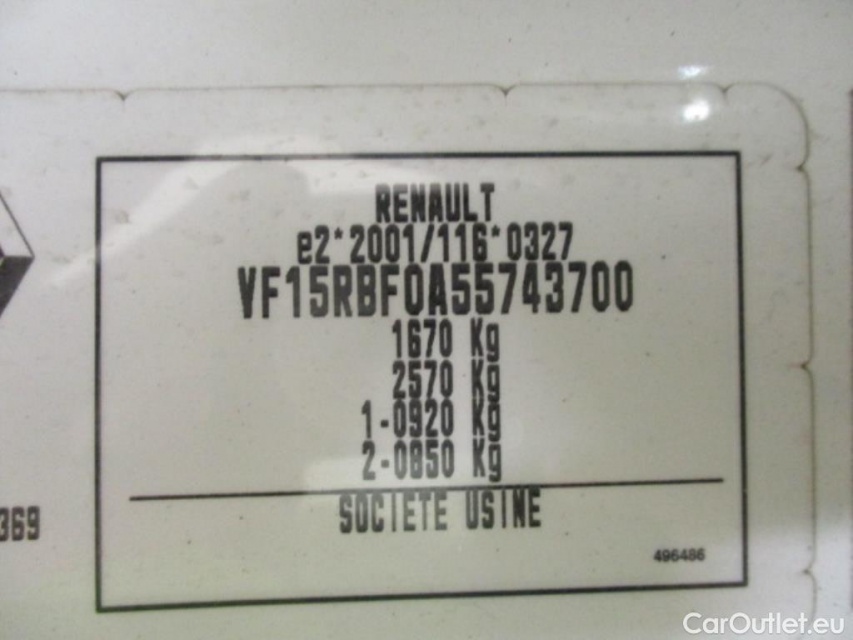 RENAULT
e2*2001/116*0327
VF15RBF0A55743700
1670 Kg
2570 Kg
1-0920 Kg
2-0850 Kg
SOCIETE USINE
369
496486
CarOutlet.eu